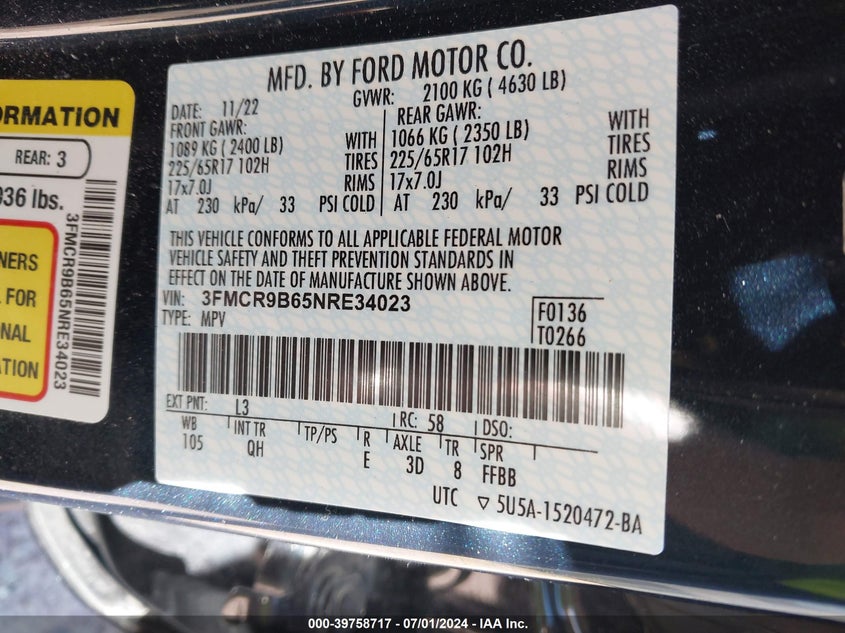 ORMATION
REAR: 3
936 lbs.
NERS
L FOR
NAL
ATION
3FMCR9B65NRE34023
MFD. BY FORD MOTOR CO.
DATE: 11/22 GVWR: 2100 KG ( 4630 LB)
FRONT GAWR: REAR GAWR:
1089 KG ( 2400 LB) WITH 1066 KG ( 2350 LB) WITH
225/65R17 102H TIRES 225/65R17 102H TIRES
17x7.0J RIMS 17x7.0J RIMS
AT 230 kPa/ 33 PSI COLD AT 230 kPa/ 33 PSI COLD
THIS VEHICLE CONFORMS TO ALL APPLICABLE FEDERAL MOTOR
VEHICLE SAFETY AND THEFT PREVENTION STANDARDS IN
EFFECT ON THE DATE OF MANUFACTURE SHOWN ABOVE.
VIN: 3FMCR9B65NRE34023 F0136
TYPE: MPV T0266
EXT PNT: L3 RC: 58 DSO:
WB INT TR TP/PS R AXLE TR SPR
105 QH E 3D 8 FFBB
UTC ▽ 5U5A-1520472-BA
000-39758717 - 07/01/2024 - IAA Inc.